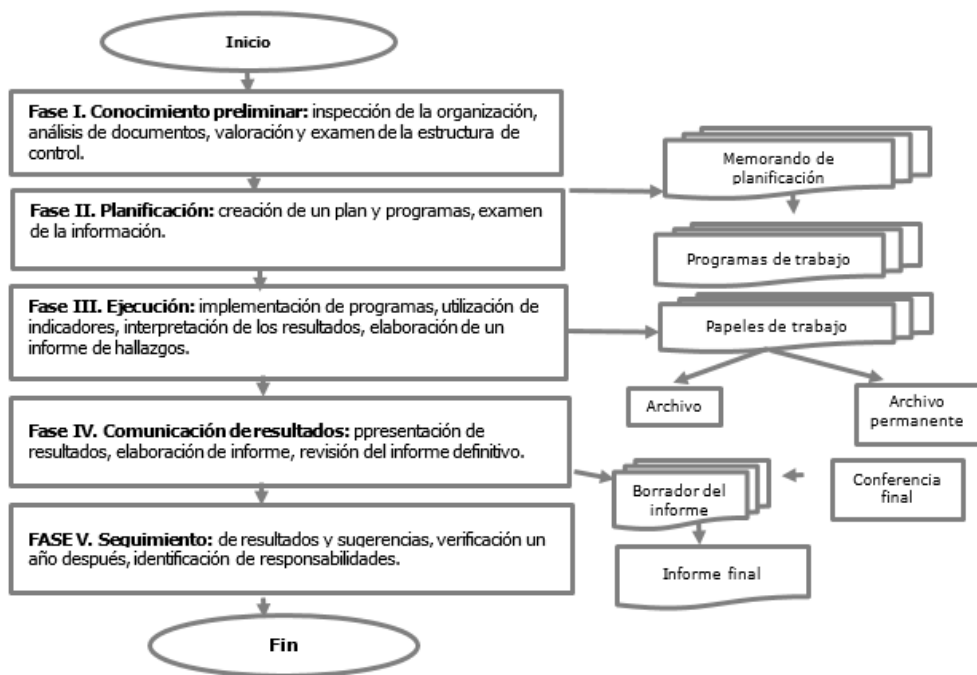 Inicio
Fase I. Conocimiento preliminar: inspección de la organización,
análisis de documentos, valoración y examen de la estructura de
control.
Memorando de
planificación
Fase II. Planificación: creación de un plan y programas, examen
de la información.
Programas de trabajo
Fase III. Ejecución: implementación de programas, utilización de
indicadores, interpretación de los resultados, elaboración de un
informe de hallazgos.
Papeles de trabajo
Archivo
Archivo
permanente
Fase IV. Comunicación de resultados: ppresentación de
resultados, elaboración de informe, revisión del informe definitivo.
Borrador del
informe
Conferencia
final
FASE V. Seguimiento: de resultados y sugerencias, verificación un
año después, identificación de responsabilidades.
Informe final
Fin